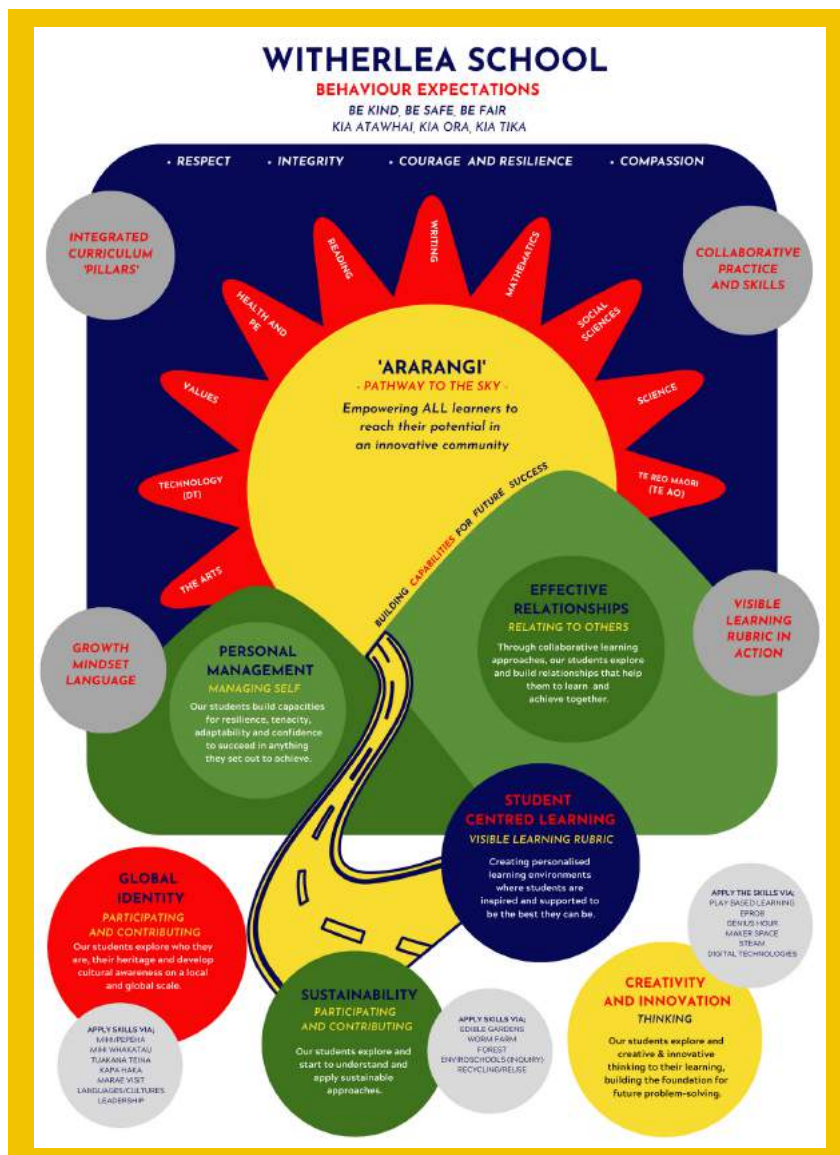 WITHERLEA SCHOOL
BEHAVIOUR EXPECTATIONS
BE KIND, BE SAFE, BE FAIR
KIA ATAWHAI, KIA ORA, KIA TIKA
• RESPECT • INTEGRITY • COURAGE AND RESILIENCE • COMPASSION
INTEGRATED
CURRICULUM
'PILLARS'
COLLABORATIVE
PRACTICE
AND SKILLS
THE ARTS
TECHNOLOGY
(DT)
VALUES
HEALTH AND
PE
READING
WRITING
MATHEMATICS
SOCIAL
SCIENCES
SCIENCE
TE REO MAORI
(TE AO)
'ARARANGI'
- PATHWAY TO THE SKY -
Empowering ALL learners to
reach their potential in
an innovative community
BUILDING CAPABILITIES FOR FUTURE SUCCESS
GROWTH
MINDSET
LANGUAGE
PERSONAL
MANAGEMENT
MANAGING SELF
Our students build capacities
for resilience, tenacity,
adaptability and confidence
to succeed in anything
they set out to achieve.
EFFECTIVE
RELATIONSHIPS
RELATING TO OTHERS
Through collaborative learning
approaches, our students explore
and build relationships that help
them to learn and
achieve together.
VISIBLE
LEARNING
RUBRIC IN
ACTION
STUDENT
CENTRED LEARNING
VISIBLE LEARNING RUBRIC
Creating personalised
learning environments
where students are
inspired and supported to
be the best they can be.
GLOBAL
IDENTITY
PARTICIPATING
AND CONTRIBUTING
Our students explore who they
are, their heritage and develop
cultural awareness on a local
and global scale.
APPLY SKILLS VIA;
MIHI/PEPEHA
MIHI WHAKATAU
TUAKANA TEINA
KAPA HAKA
MARAE VISIT
LANGUAGES/CULTURES
LEADERSHIP
SUSTAINABILITY
PARTICIPATING
AND CONTRIBUTING
Our students explore and
start to understand and
apply sustainable
approaches.
APPLY SKILLS VIA;
EDIBLE GARDENS
WORM FARM
FOREST
ENVIROSCHOOLS (INQUIRY)
RECYCLING/REUSE
APPLY THE SKILLS VIA;
PLAY BASED LEARNING
EPRO8
GENIUS HOUR
MAKER SPACE
STEAM
DIGITAL TECHNOLOGIES
CREATIVITY
AND INNOVATION
THINKING
Our students explore and
creative & innovative
thinking to their learning,
building the foundation for
future problem-solving.